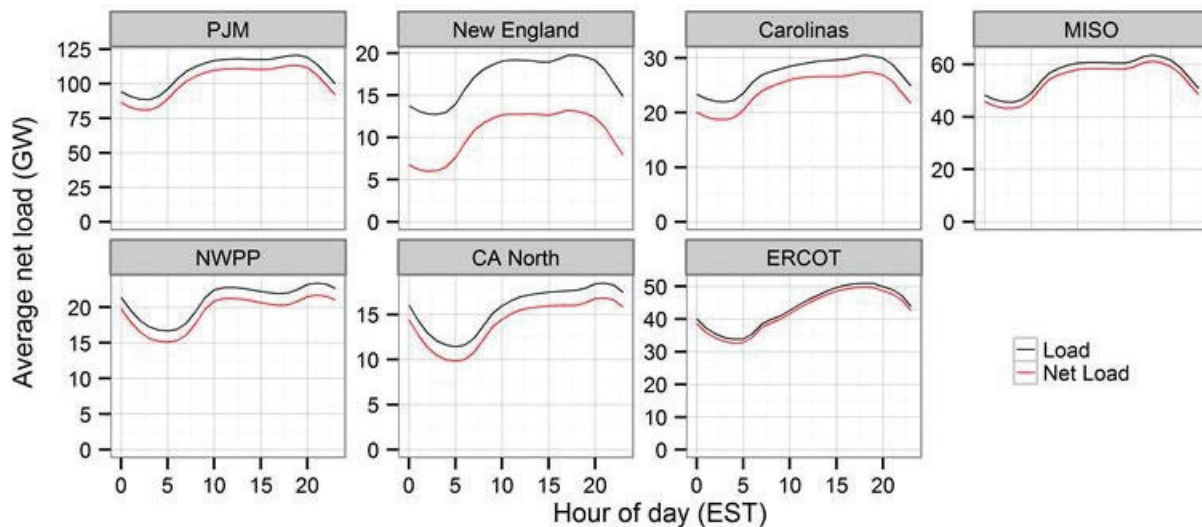 PJM
New England
Carolinas
MISO
125
100
75
50
25
0
20
15
10
5
0
30
20
10
0
60
40
20
0
Average net load (GW)
NWPP
CA North
ERCOT
20
15
10
5
0
15
10
5
0
50
40
30
20
10
0
Load
Net Load
0 5 10 15 20
0 5 10 15 20
0 5 10 15 20
Hour of day (EST)